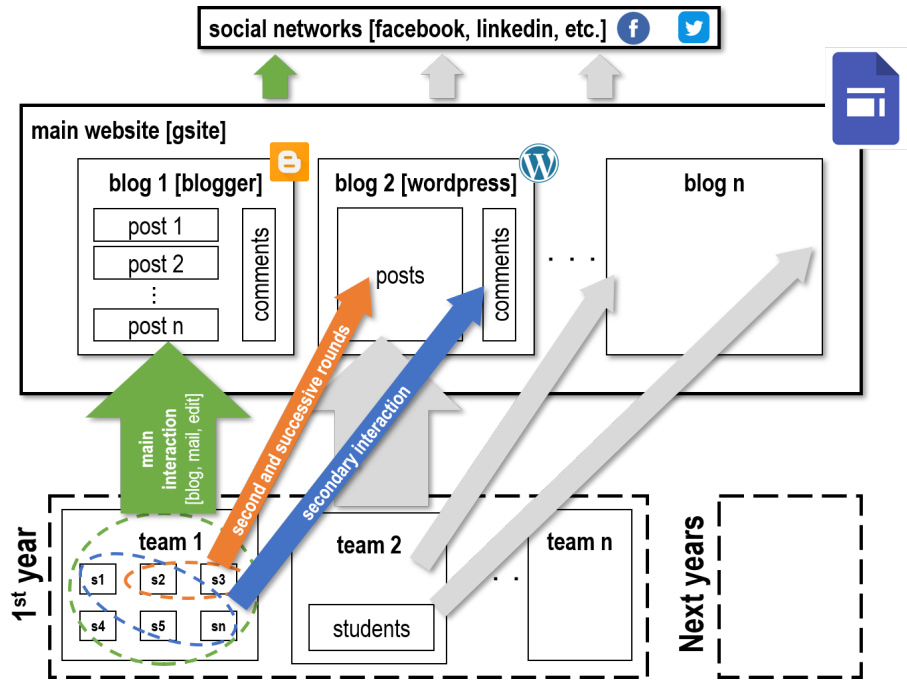 social networks [facebook, linkedin, etc.]
main website [gsite]
blog 1 [blogger]
post 1
post 2
⋮
post n
comments
blog 2 [wordpress]
posts
comments
. . .
blog n
main
interaction
[blog, mail, edit]
second and successive rounds
secondary interaction
1st year
team 1
s1
s2
s3
s4
s5
sn
team 2
students
. .
team n
Next years